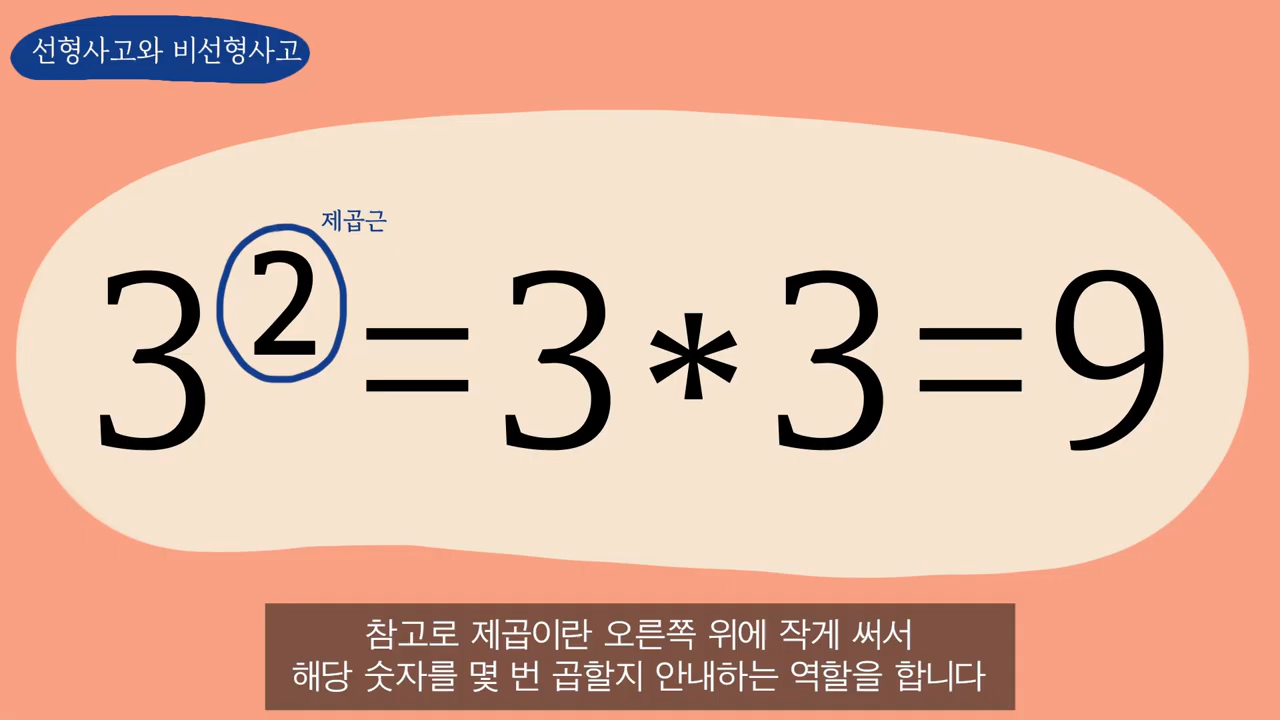 선형사고와 비선형사고
제곱근
3²=3*3=9
참고로 제곱이란 오른쪽 위에 작게 써서
해당 숫자를 몇 번 곱할지 안내하는 역할을 합니다